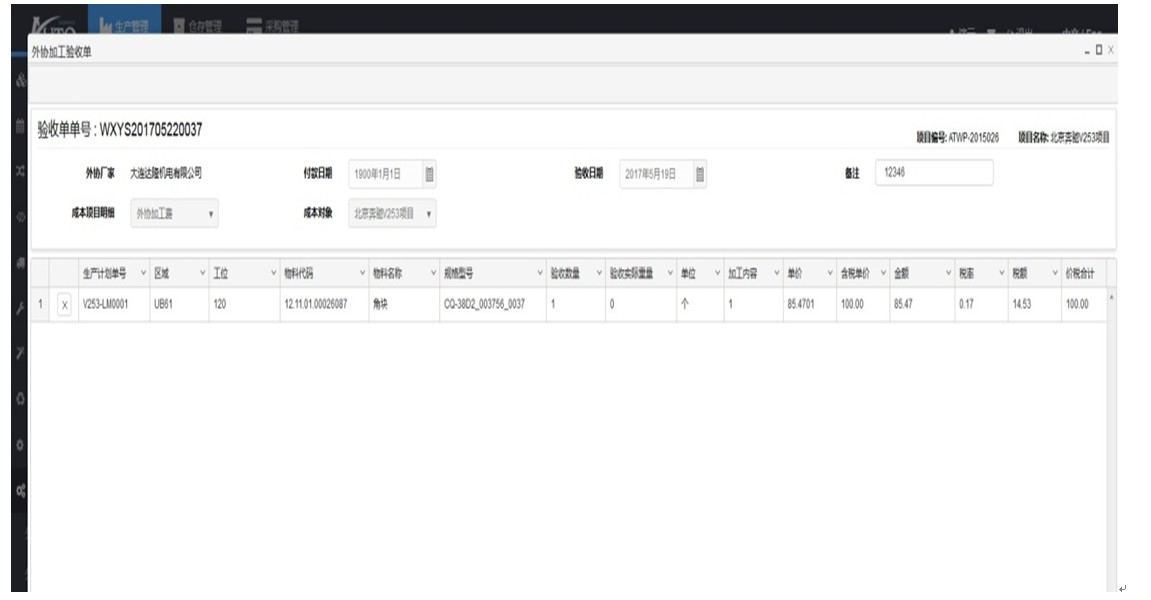 AUTO 生产管理 仓存管理 采购管理
外协加工验收单
验收单单号 : WXYS201705220037
项目编号: ATWP-2015026 项目名称: 北京奔驰V253项目
外协厂家 大连达隆机电有限公司 付款日期 1900年1月1日 验收日期 2017年5月19日 备注 12346
成本项目明细 外协加工费 成本对象 北京奔驰V253项目
生产计划单号 区域 工位 物料代码 物料名称 规格型号 验收数量 验收实际重量 单位 加工内容 单价 含税单价 金额 税率 税额 价税合计
1 X V253-LM0001 UB61 120 12.11.01.00026087 角块 CQ-38D2_003756_0037 1 0 个 1 85.4701 100.00 85.47 0.17 14.53 100.00